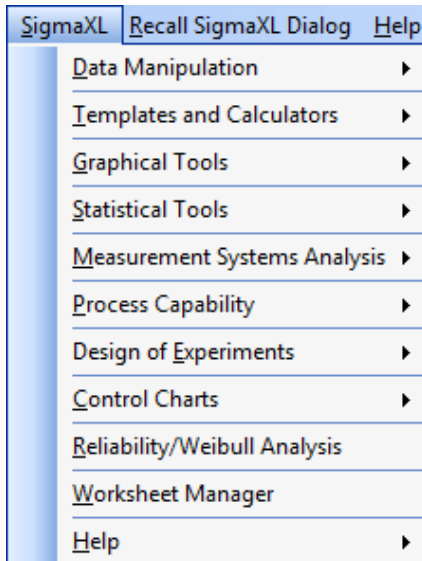 SigmaXL Recall SigmaXL Dialog Help
Data Manipulation
Templates and Calculators
Graphical Tools
Statistical Tools
Measurement Systems Analysis
Process Capability
Design of Experiments
Control Charts
Reliability/Weibull Analysis
Worksheet Manager
Help